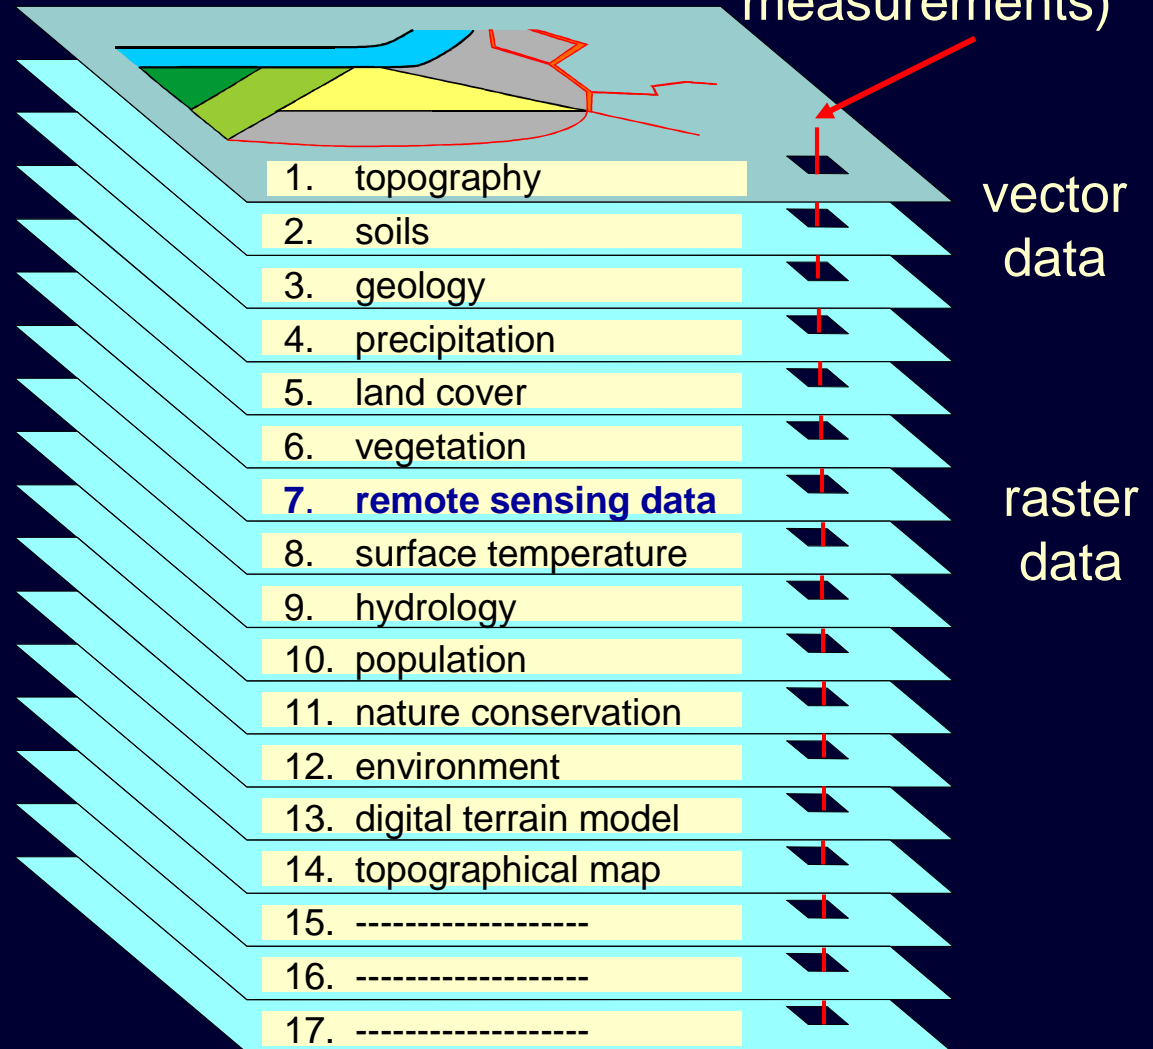 measurements)
1. topography
2. soils
3. geology
4. precipitation
5. land cover
6. vegetation
7. remote sensing data
8. surface temperature
9. hydrology
10. population
11. nature conservation
12. environment
13. digital terrain model
14. topographical map
15. -------------------
16. -------------------
17. -------------------
vector
data
raster
data